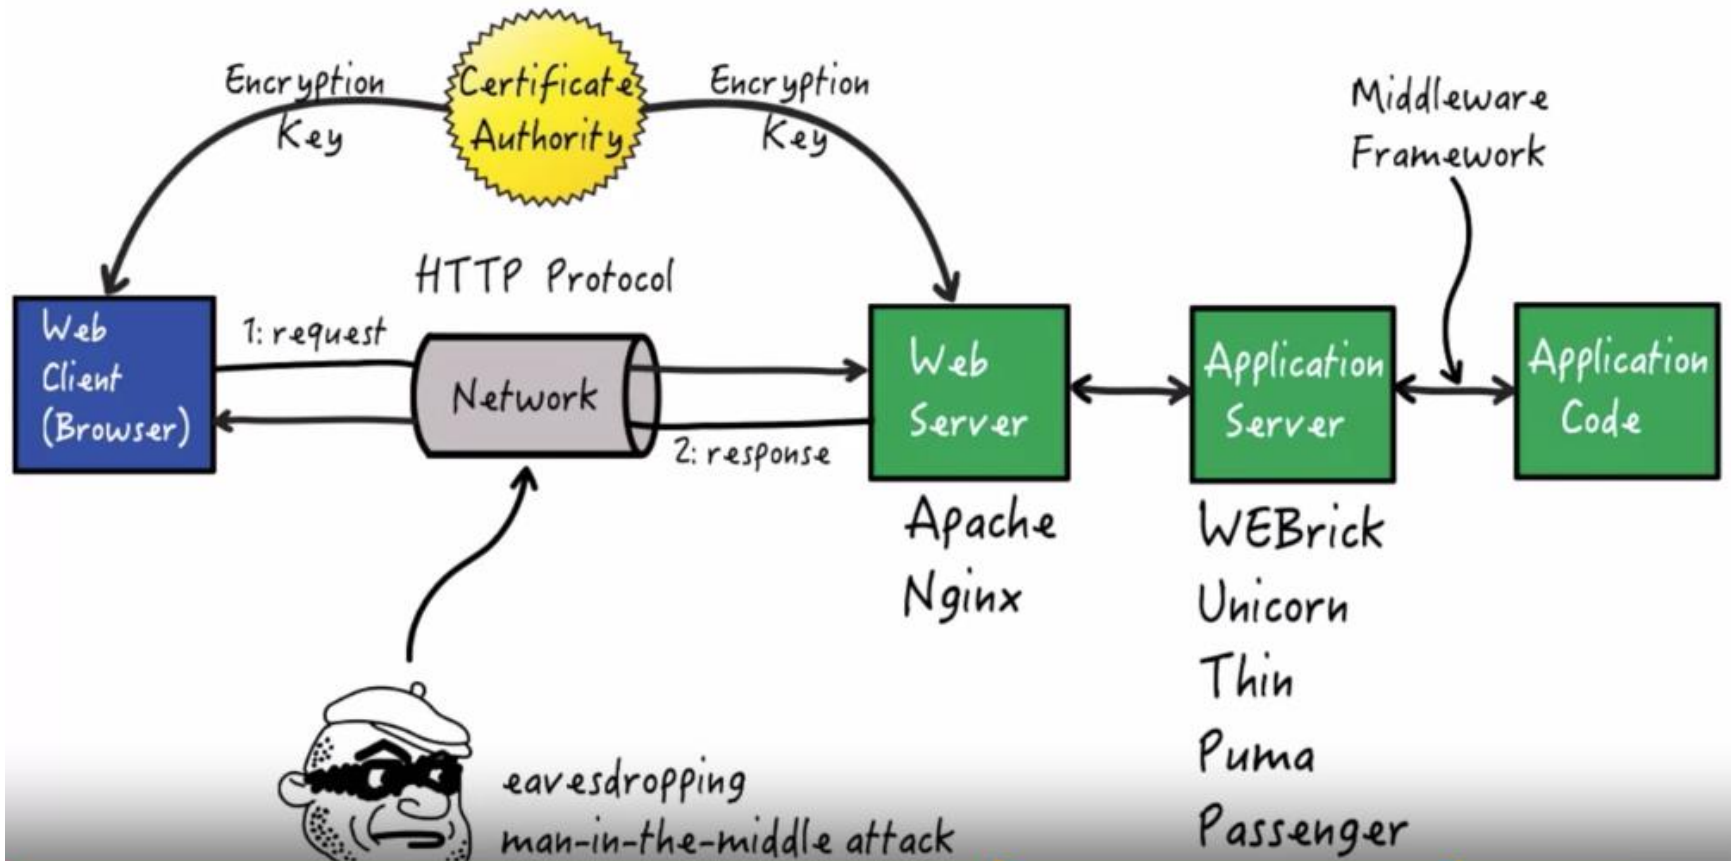 Encryption
Key
Certificate
Authority
Encryption
Key
Middleware
Framework
HTTP Protocol
Web
Client
(Browser)
1: request
Network
2: response
Web
Server
Application
Server
Application
Code
Apache
Nginx
WEBrick
Unicorn
Thin
Puma
Passenger
eavesdropping
man-in-the-middle attack